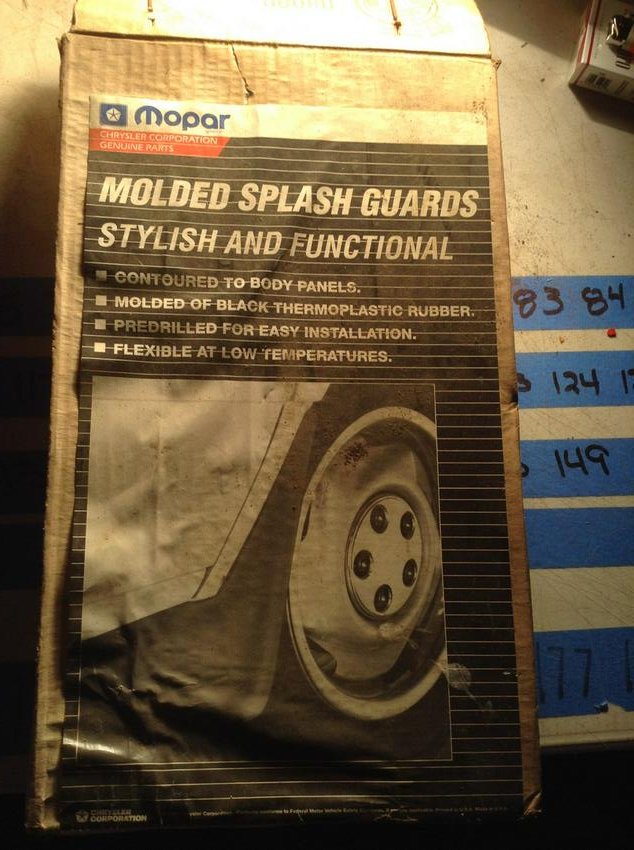 Mopar
CHRYSLER CORPORATION
GENUINE PARTS
MOLDED SPLASH GUARDS
STYLISH AND FUNCTIONAL
CONTOURED TO BODY PANELS.
MOLDED OF BLACK THERMOPLASTIC RUBBER.
PREDRILLED FOR EASY INSTALLATION.
FLEXIBLE AT LOW TEMPERATURES.
83 84
124
149
177
CHRYSLER
CORPORATION